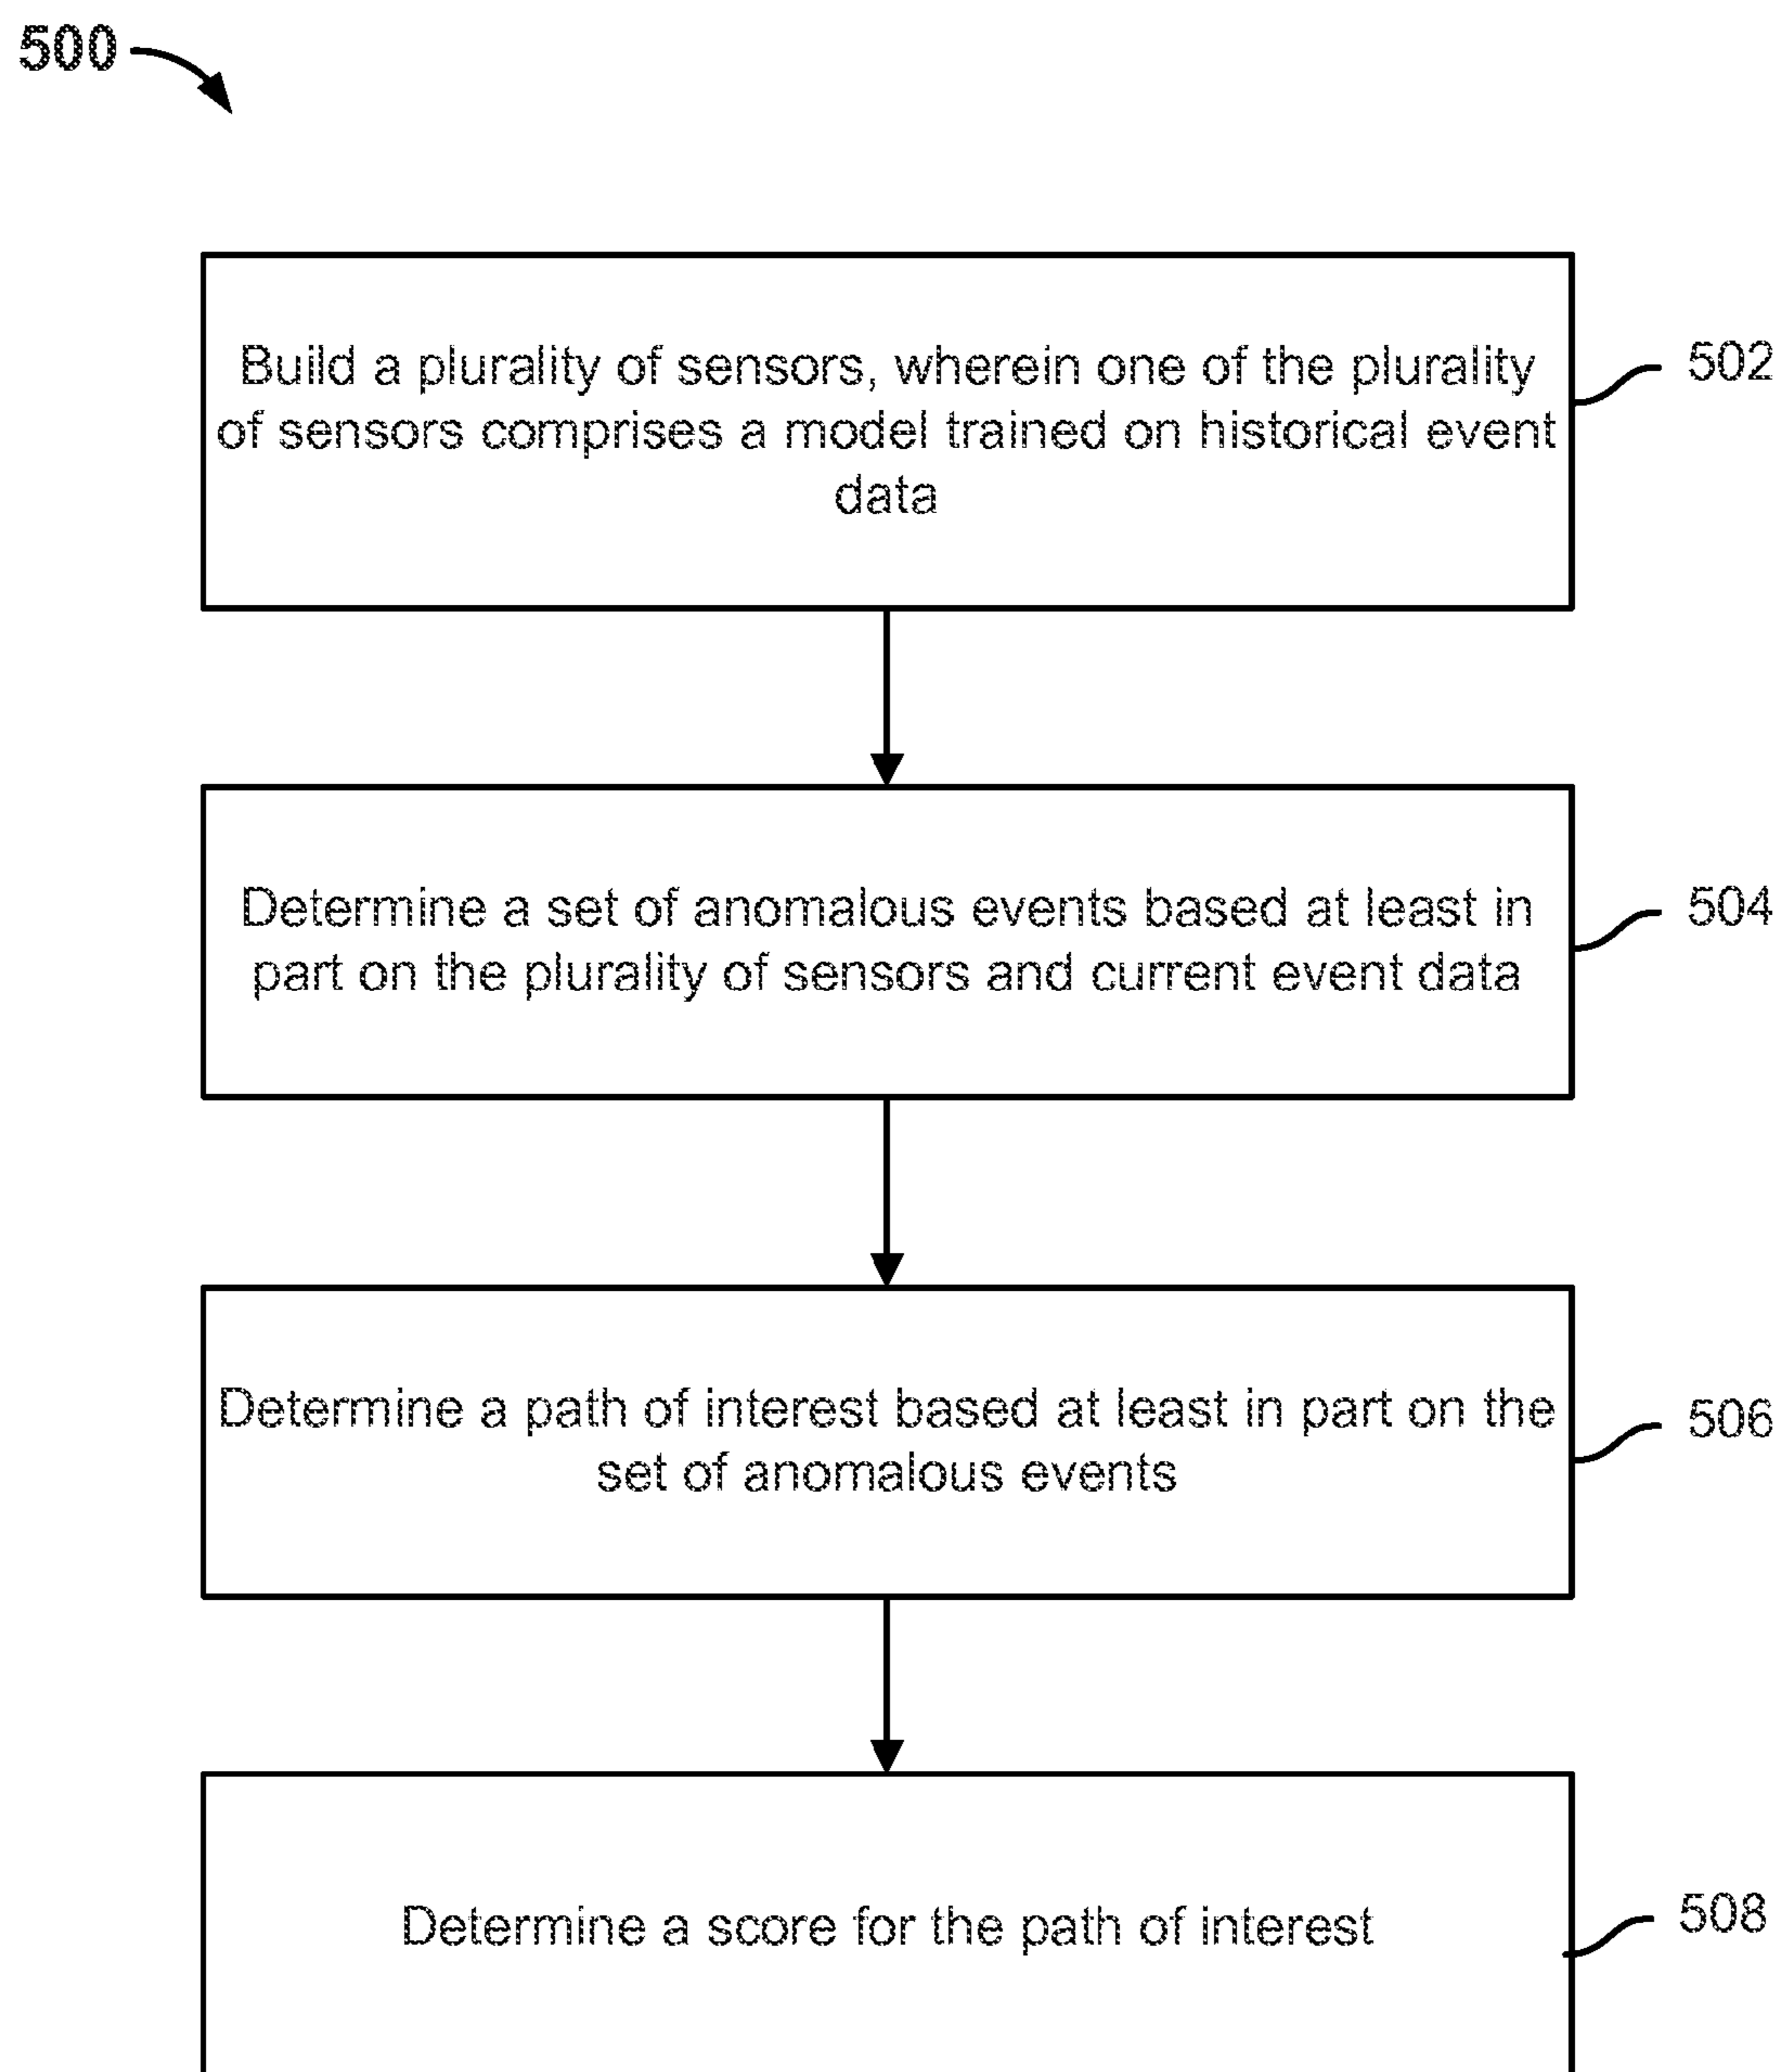 500
Build a plurality of sensors, wherein one of the plurality
of sensors comprises a model trained on historical event
data
502
Determine a set of anomalous events based at least in
part on the plurality of sensors and current event data
504
Determine a path of interest based at least in part on the
set of anomalous events
506
Determine a score for the path of interest
508